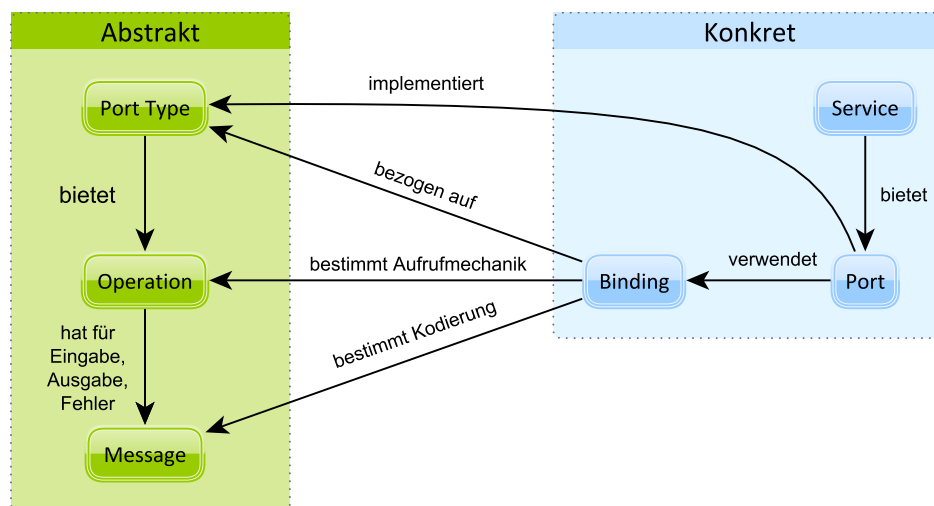 Abstrakt
Konkret
implementiert
Port Type
Service
bietet
bezogen auf
bietet
Operation
bestimmt Aufrufmechanik
Binding
verwendet
Port
hat für
Eingabe,
Ausgabe,
Fehler
bestimmt Kodierung
Message